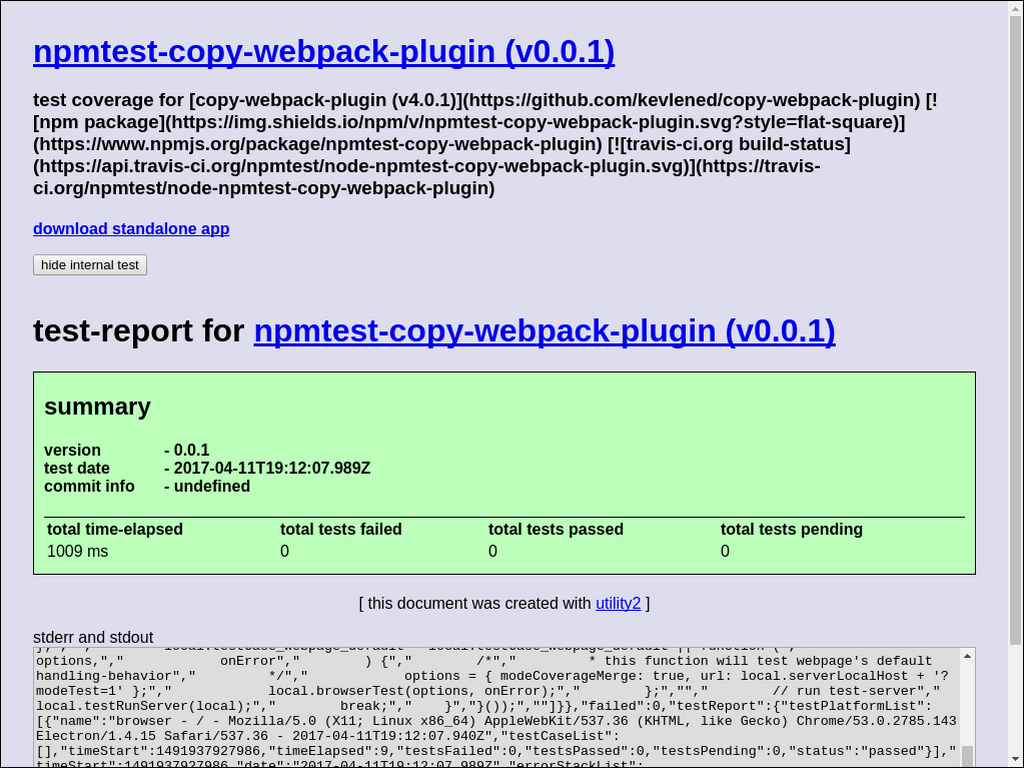 npmtest-copy-webpack-plugin (v0.0.1)
test coverage for [copy-webpack-plugin (v4.0.1)](https://github.com/kevlened/copy-webpack-plugin) [!
[npm package](https://img.shields.io/npm/v/npmtest-copy-webpack-plugin.svg?style=flat-square)]
(https://www.npmjs.org/package/npmtest-copy-webpack-plugin) [![travis-ci.org build-status]
(https://api.travis-ci.org/npmtest/node-npmtest-copy-webpack-plugin.svg)](https://travis-
ci.org/npmtest/node-npmtest-copy-webpack-plugin)
download standalone app
hide internal test
test-report for npmtest-copy-webpack-plugin (v0.0.1)
summary
version - 0.0.1
test date - 2017-04-11T19:12:07.989Z
commit info - undefined
total time-elapsed total tests failed total tests passed total tests pending
1009 ms 0 0 0
[ this document was created with utility2 ]
stderr and stdout
options,","            onError","        ) {","            /*","            * this function will test webpage's default
handling-behavior","            */","            options = { modeCoverageMerge: true, url: local.serverLocalHost + '?
modeTest=1' };","            local.browserTest(options, onError);","        };","","        // run test-server","
local.testRunServer(local);","        break;","    }","}());",""]}},"failed":0,"testReport":{"testPlatformList":
[{"name":"browser - / - Mozilla/5.0 (X11; Linux x86_64) AppleWebKit/537.36 (KHTML, like Gecko) Chrome/53.0.2785.143
Electron/1.4.15 Safari/537.36 - 2017-04-11T19:12:07.940Z","testCaseList":
[],"timeStart":1491937927986,"timeElapsed":9,"testsFailed":0,"testsPassed":0,"testsPending":0,"status":"passed"}],"
timeStart":1491937927986,"date":"2017-04-11T19:12:07.989Z","errorStackList":